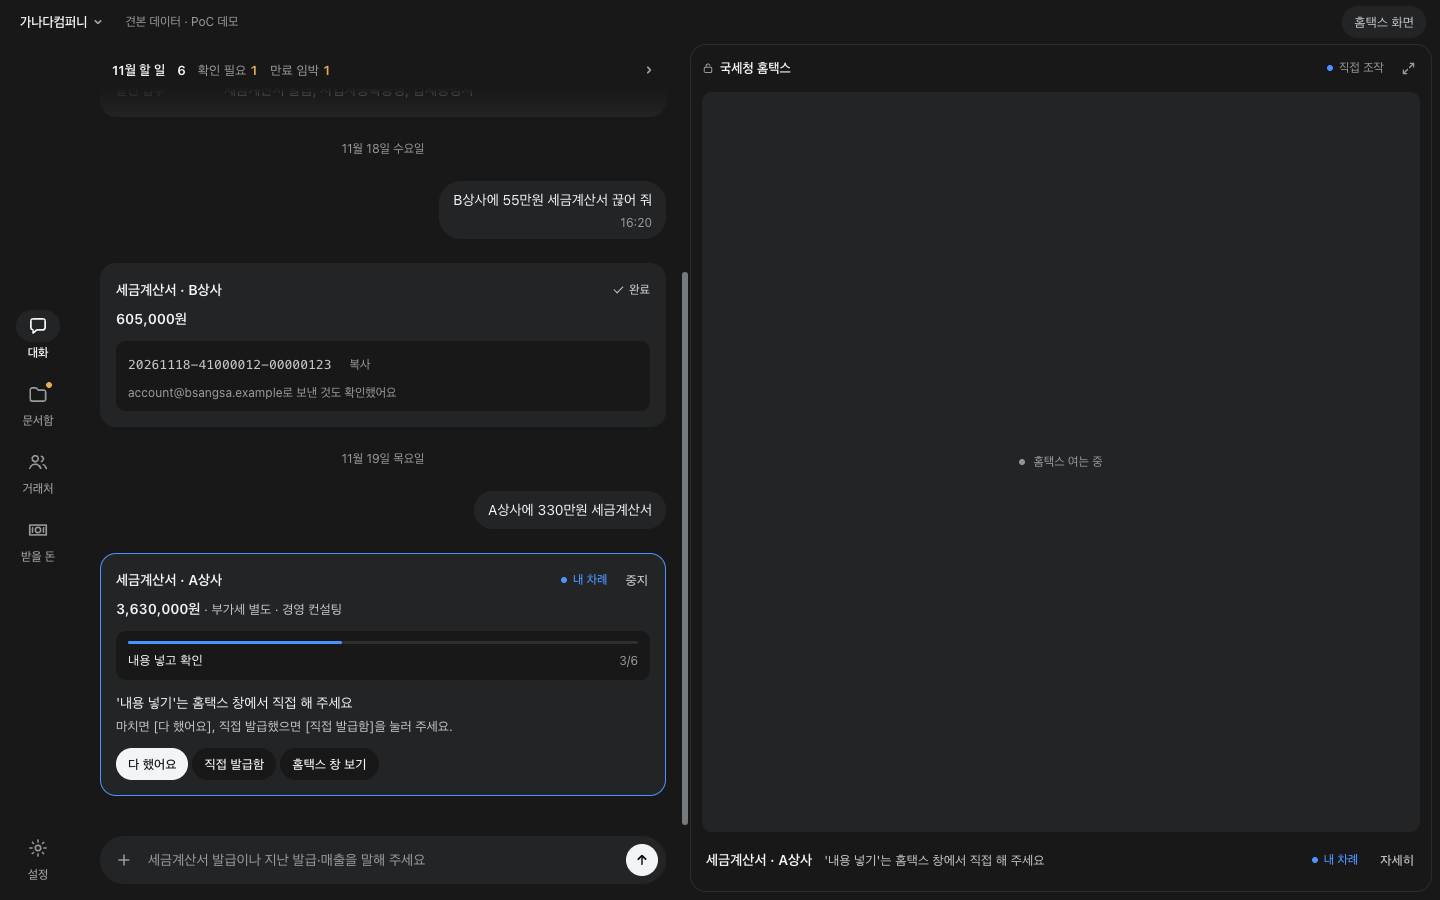 가나다컴퍼니
견본 데이터 · PoC 데모
홈택스 화면
11월 할 일 6 확인 필요 1 만료 임박 1
11월 18일 수요일
B상사에 55만원 세금계산서 끊어 줘
16:20
세금계산서 · B상사
완료
605,000원
20261118-41000012-00000123 복사
account@bsangsa.example로 보낸 것도 확인했어요
11월 19일 목요일
A상사에 330만원 세금계산서
세금계산서 · A상사
내 차례 중지
3,630,000원 · 부가세 별도 · 경영 컨설팅
내용 넣고 확인
3/6
'내용 넣기'는 홈택스 창에서 직접 해 주세요
마치면 [다 했어요], 직접 발급했으면 [직접 발급함]을 눌러 주세요.
다 했어요 직접 발급함 홈택스 창 보기
세금계산서 발급이나 지난 발급·매출을 말해 주세요
대화
문서함
거래처
받을 돈
설정
국세청 홈택스
직접 조작
홈택스 여는 중
세금계산서 · A상사 '내용 넣기'는 홈택스 창에서 직접 해 주세요
내 차례 자세히